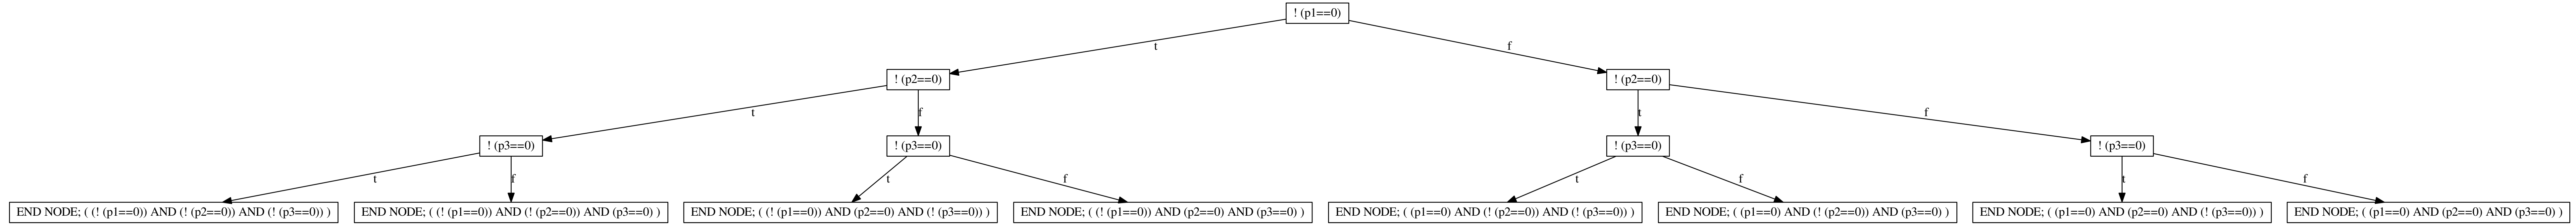 ! (p1==0)
t
f
! (p2==0)
! (p2==0)
t
f
t
f
! (p3==0)
! (p3==0)
! (p3==0)
! (p3==0)
t
f
t
f
t
f
t
f
END NODE; ( (! (p1==0)) AND (! (p2==0)) AND (! (p3==0)) )
END NODE; ( (! (p1==0)) AND (! (p2==0)) AND (p3==0) )
END NODE; ( (! (p1==0)) AND (p2==0) AND (! (p3==0)) )
END NODE; ( (! (p1==0)) AND (p2==0) AND (p3==0) )
END NODE; ( (p1==0) AND (! (p2==0)) AND (! (p3==0)) )
END NODE; ( (p1==0) AND (! (p2==0)) AND (p3==0) )
END NODE; ( (p1==0) AND (p2==0) AND (! (p3==0)) )
END NODE; ( (p1==0) AND (p2==0) AND (p3==0) )